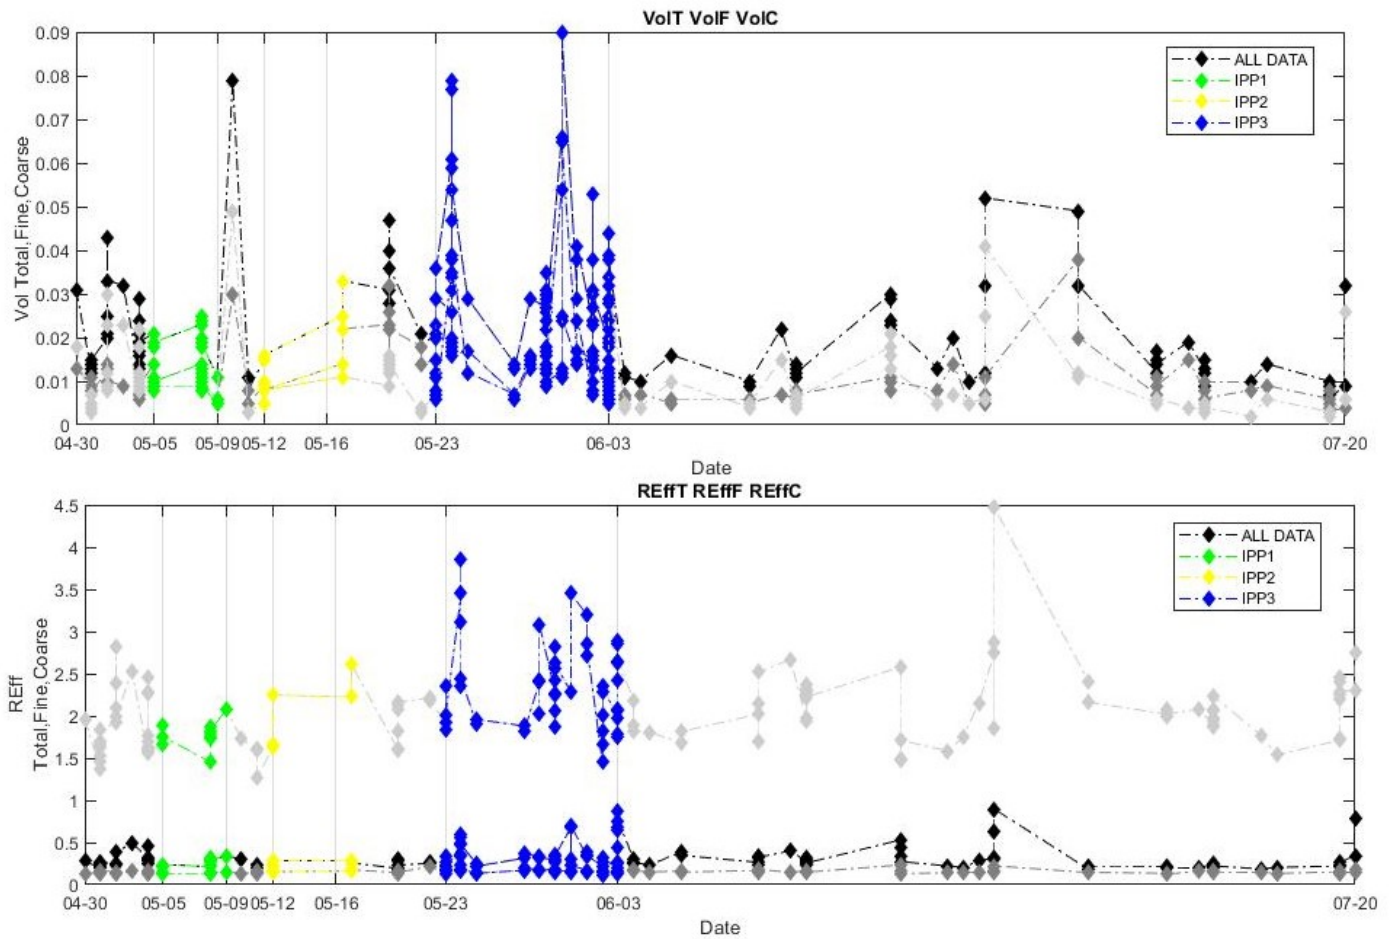 VolT VolF VolC
0.09
0.08
0.07
0.06
0.05
0.04
0.03
0.02
0.01
0
Vol Total,Fine,Coarse
ALL DATA
IPP1
IPP2
IPP3
04-30 05-05 05-09 05-12 05-16 05-23 06-03 07-20
Date
REffT REffF REffC
4.5
4
3.5
3
2.5
2
1.5
1
0.5
0
REff
Total,Fine,Coarse
ALL DATA
IPP1
IPP2
IPP3
04-30 05-05 05-09 05-12 05-16 05-23 06-03 07-20
Date